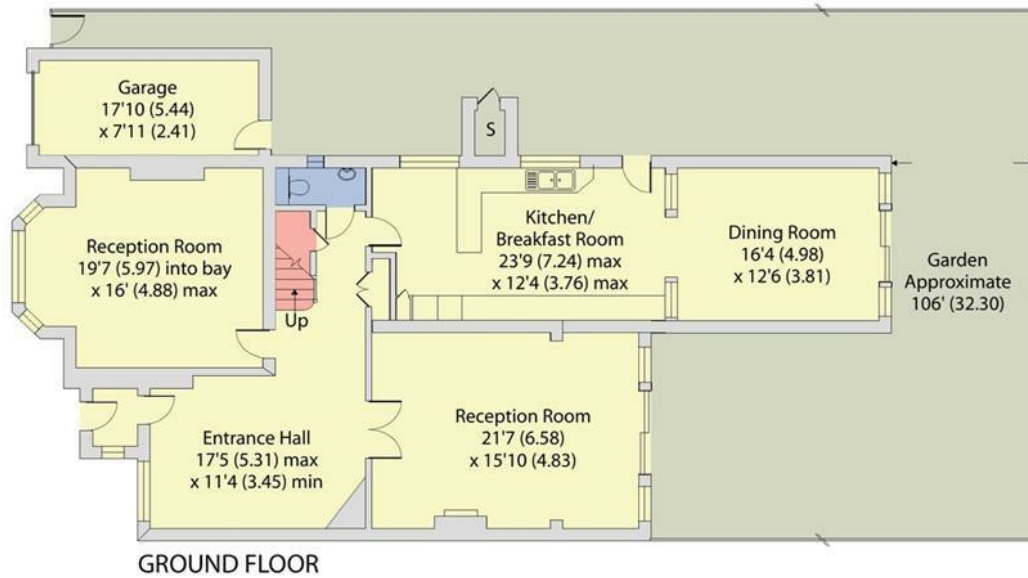 Garage
17'10 (5.44)
x 7'11 (2.41)
S
Reception Room
19'7 (5.97) into bay
x 16' (4.88) max
Kitchen/
Breakfast Room
23'9 (7.24) max
x 12'4 (3.76) max
Dining Room
16'4 (4.98)
x 12'6 (3.81)
Garden
Approximate
106' (32.30)
Up
Entrance Hall
17'5 (5.31) max
x 11'4 (3.45) min
Reception Room
21'7 (6.58)
x 15'10 (4.83)
GROUND FLOOR